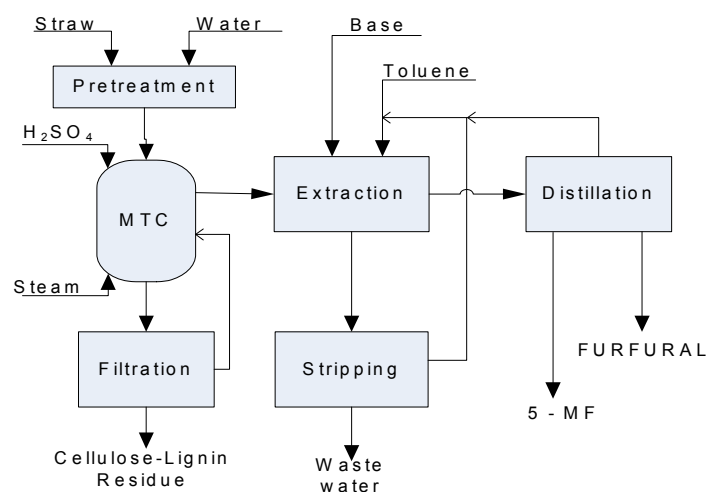 Straw
Water
Base
Toluene
Pretreatment
H₂SO₄
Extraction
Distillation
MTC
Steam
Filtration
Stripping
FURFURAL
5 - MF
Cellulose-Lignin
Residue
Waste
water